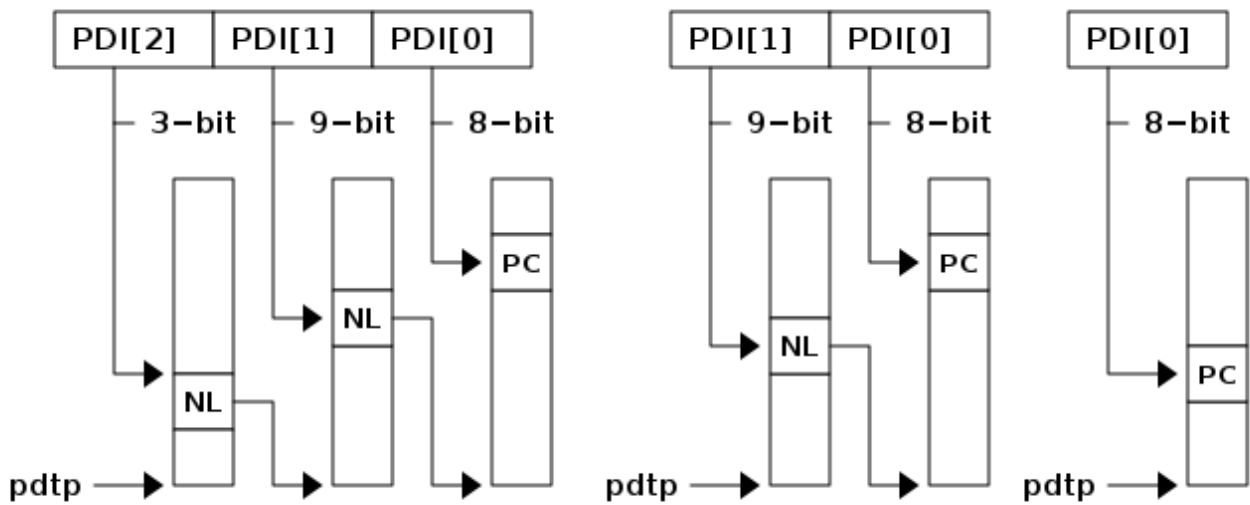 PDI[2] PDI[1] PDI[0] PDI[1] PDI[0] PDI[0]
3-bit 9-bit 8-bit 9-bit 8-bit 8-bit
PC PC
NL
NL
PC
NL
pdtp pdtp pdtp